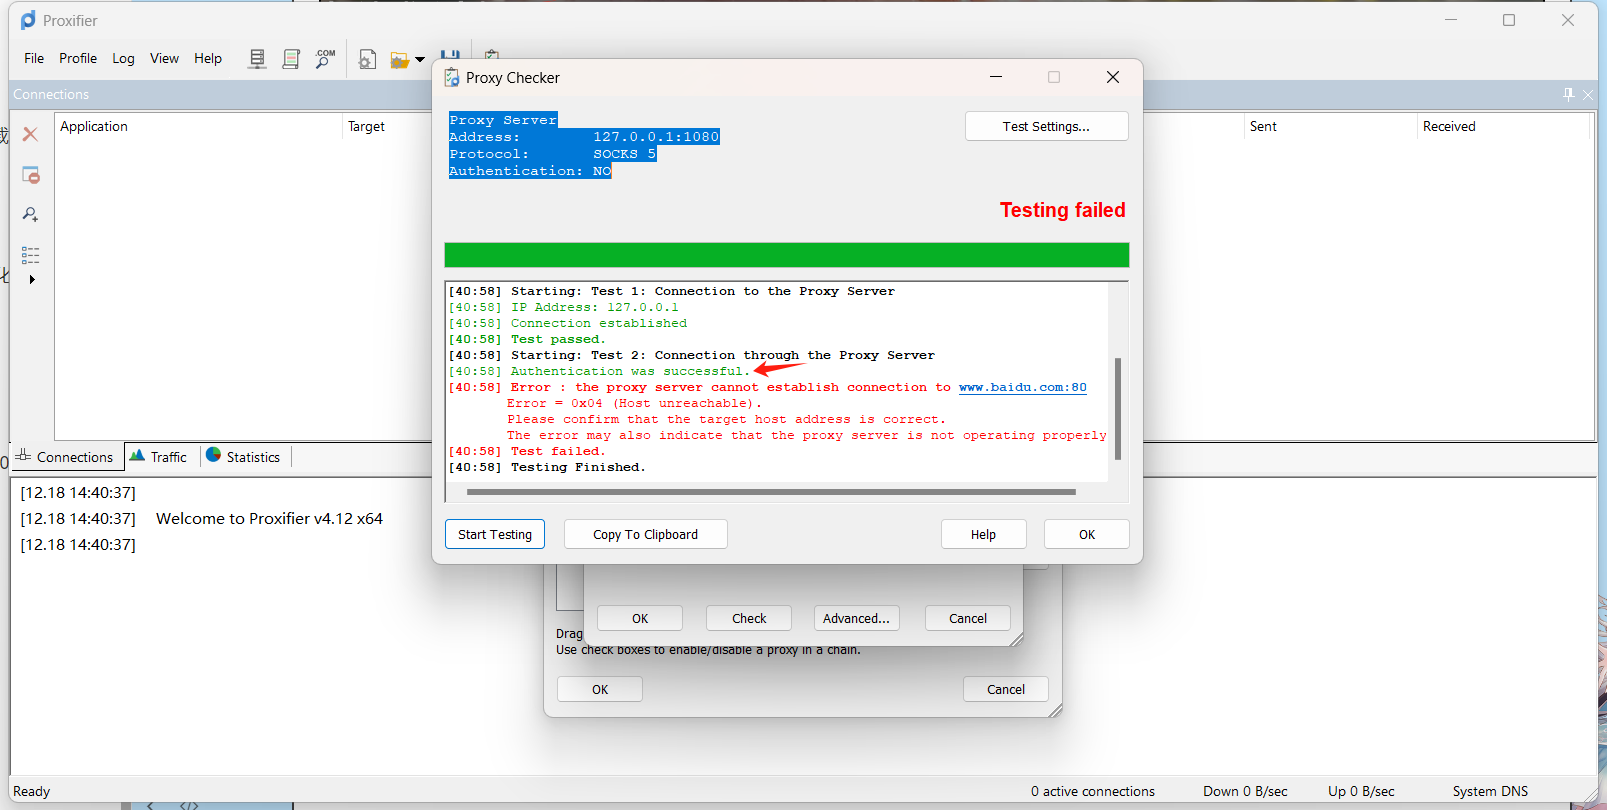 Proxifier
File Profile Log View Help .COM
Connections
Application Target Sent Received
Proxy Checker
Proxy Server
Address: 127.0.0.1:1080
Protocol: SOCKS 5
Authentication: NO
Test Settings...
Testing failed
[40:58] Starting: Test 1: Connection to the Proxy Server
[40:58] IP Address: 127.0.0.1
[40:58] Connection established
[40:58] Test passed.
[40:58] Starting: Test 2: Connection through the Proxy Server
[40:58] Authentication was successful.
[40:58] Error : the proxy server cannot establish connection to www.baidu.com:80
Error = 0x04 (Host unreachable).
Please confirm that the target host address is correct.
The error may also indicate that the proxy server is not operating properly
[40:58] Test failed.
[40:58] Testing Finished.
Start Testing Copy To Clipboard Help OK
OK Check Advanced... Cancel
Drag
Use check boxes to enable/disable a proxy in a chain.
OK Cancel
Connections Traffic Statistics
[12.18 14:40:37]
[12.18 14:40:37] Welcome to Proxifier v4.12 x64
[12.18 14:40:37]
Ready 0 active connections Down 0 B/sec Up 0 B/sec System DNS